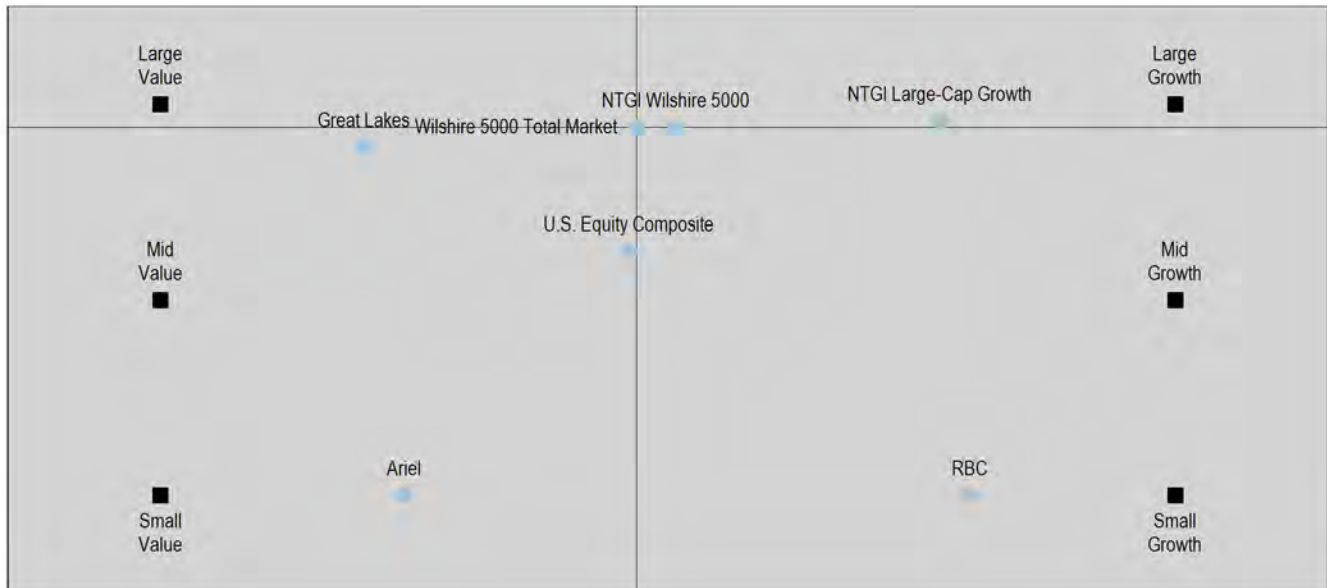 Large
Value
Large
Growth
NTGI Wilshire 5000
NTGI Large-Cap Growth
Great Lakes
Wilshire 5000 Total Market
U.S. Equity Composite
Mid
Value
Mid
Growth
Ariel
RBC
Small
Value
Small
Growth